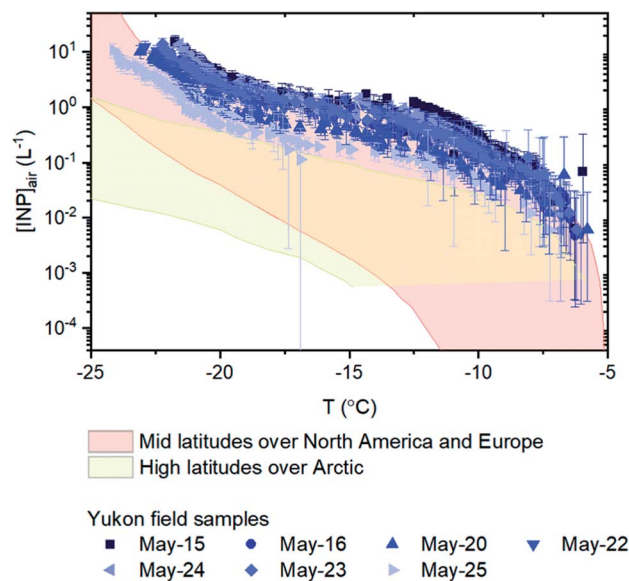 [INP]air (L-1)
10¹
10⁰
10⁻¹
10⁻²
10⁻³
10⁻⁴
-25 -20 -15 -10 -5
T (°C)
Mid latitudes over North America and Europe
High latitudes over Arctic
Yukon field samples
May-15 May-16 May-20 May-22
May-24 May-23 May-25